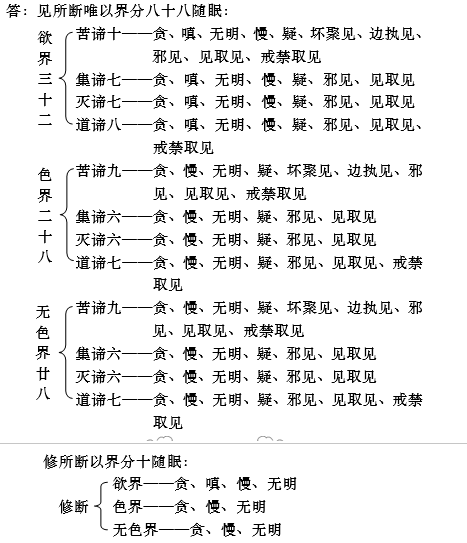 答：见所断唯以界分八十八随眠：
欲界三十二
苦谛十——贪、嗔、无明、慢、疑、坏聚见、边执见、
邪见、见取见、戒禁取见
集谛七——贪、嗔、无明、慢、疑、邪见、见取见
灭谛七——贪、嗔、无明、慢、疑、邪见、见取见
道谛八——贪、嗔、无明、慢、疑、邪见、见取见、
戒禁取见
色界二十八
苦谛九——贪、慢、无明、疑、坏聚见、边执见、邪
见、见取见、戒禁取见
集谛六——贪、慢、无明、疑、邪见、见取见
灭谛六——贪、慢、无明、疑、邪见、见取见
道谛七——贪、慢、无明、疑、邪见、见取见、戒禁
取见
无色界廿八
苦谛九——贪、慢、无明、疑、坏聚见、边执见、邪
见、见取见、戒禁取见
集谛六——贪、慢、无明、疑、邪见、见取见
灭谛六——贪、慢、无明、疑、邪见、见取见
道谛七——贪、慢、无明、疑、邪见、见取见、戒禁
取见
修所断以界分十随眠：
修断
欲界——贪、嗔、慢、无明
色界——贪、慢、无明
无色界——贪、慢、无明